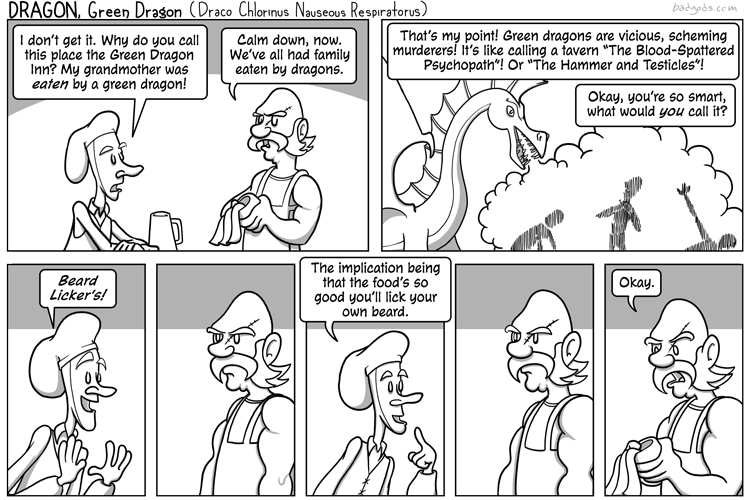 DRAGON, Green Dragon (Draco Chlorinus Nauseous Respiratorus)
badgods.com
I don't get it. Why do you call
this place the Green Dragon
Inn? My grandmother was
eaten by a green dragon!
Calm down, now.
We've all had family
eaten by dragons.
That's my point! Green dragons are vicious, scheming
murderers! It's like calling a tavern "The Blood-Spattered
Psychopath"! Or "The Hammer and Testicles"!
Okay, you're so smart,
what would you call it?
Beard
Licker's!
The implication being
that the food's so
good you'll lick your
own beard.
Okay.